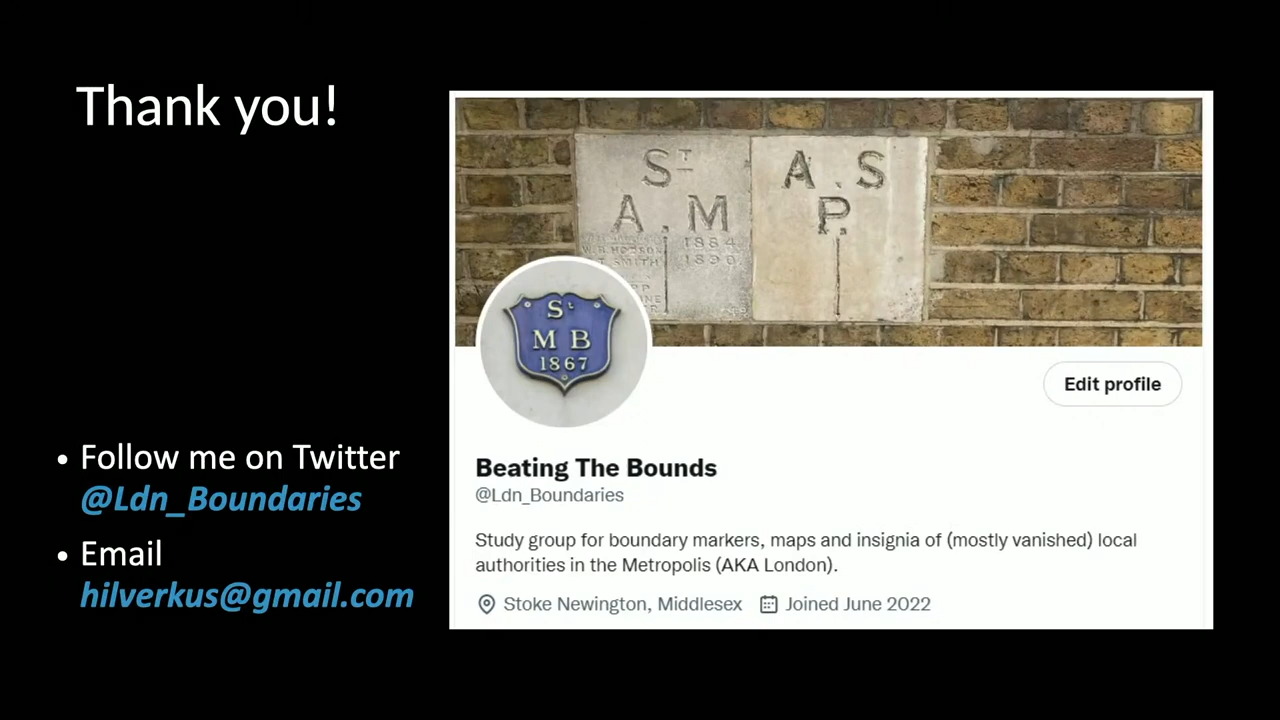 Thank you!
• Follow me on Twitter
@Ldn_Boundaries
• Email
hilverkus@gmail.com
Sᵀ
A.M
1884
1890
W.B.HOBSON
T.SMITH
A.S
P.
Sᵗ
M B
1867
Edit profile
Beating The Bounds
@Ldn_Boundaries
Study group for boundary markers, maps and insignia of (mostly vanished) local
authorities in the Metropolis (AKA London).
Stoke Newington, Middlesex Joined June 2022